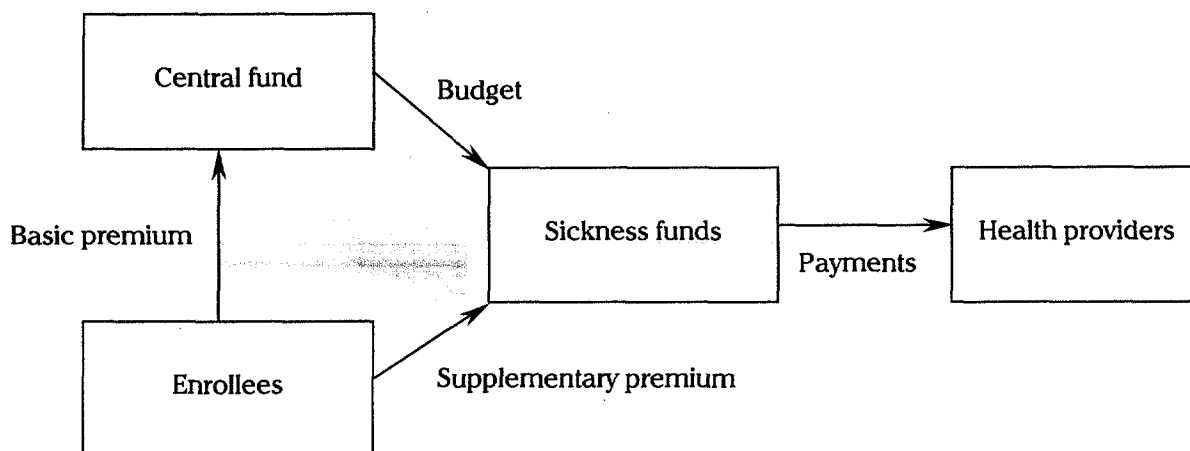 Central fund
Budget
Basic premium
Sickness funds
Health providers
Payments
Enrollees
Supplementary premium